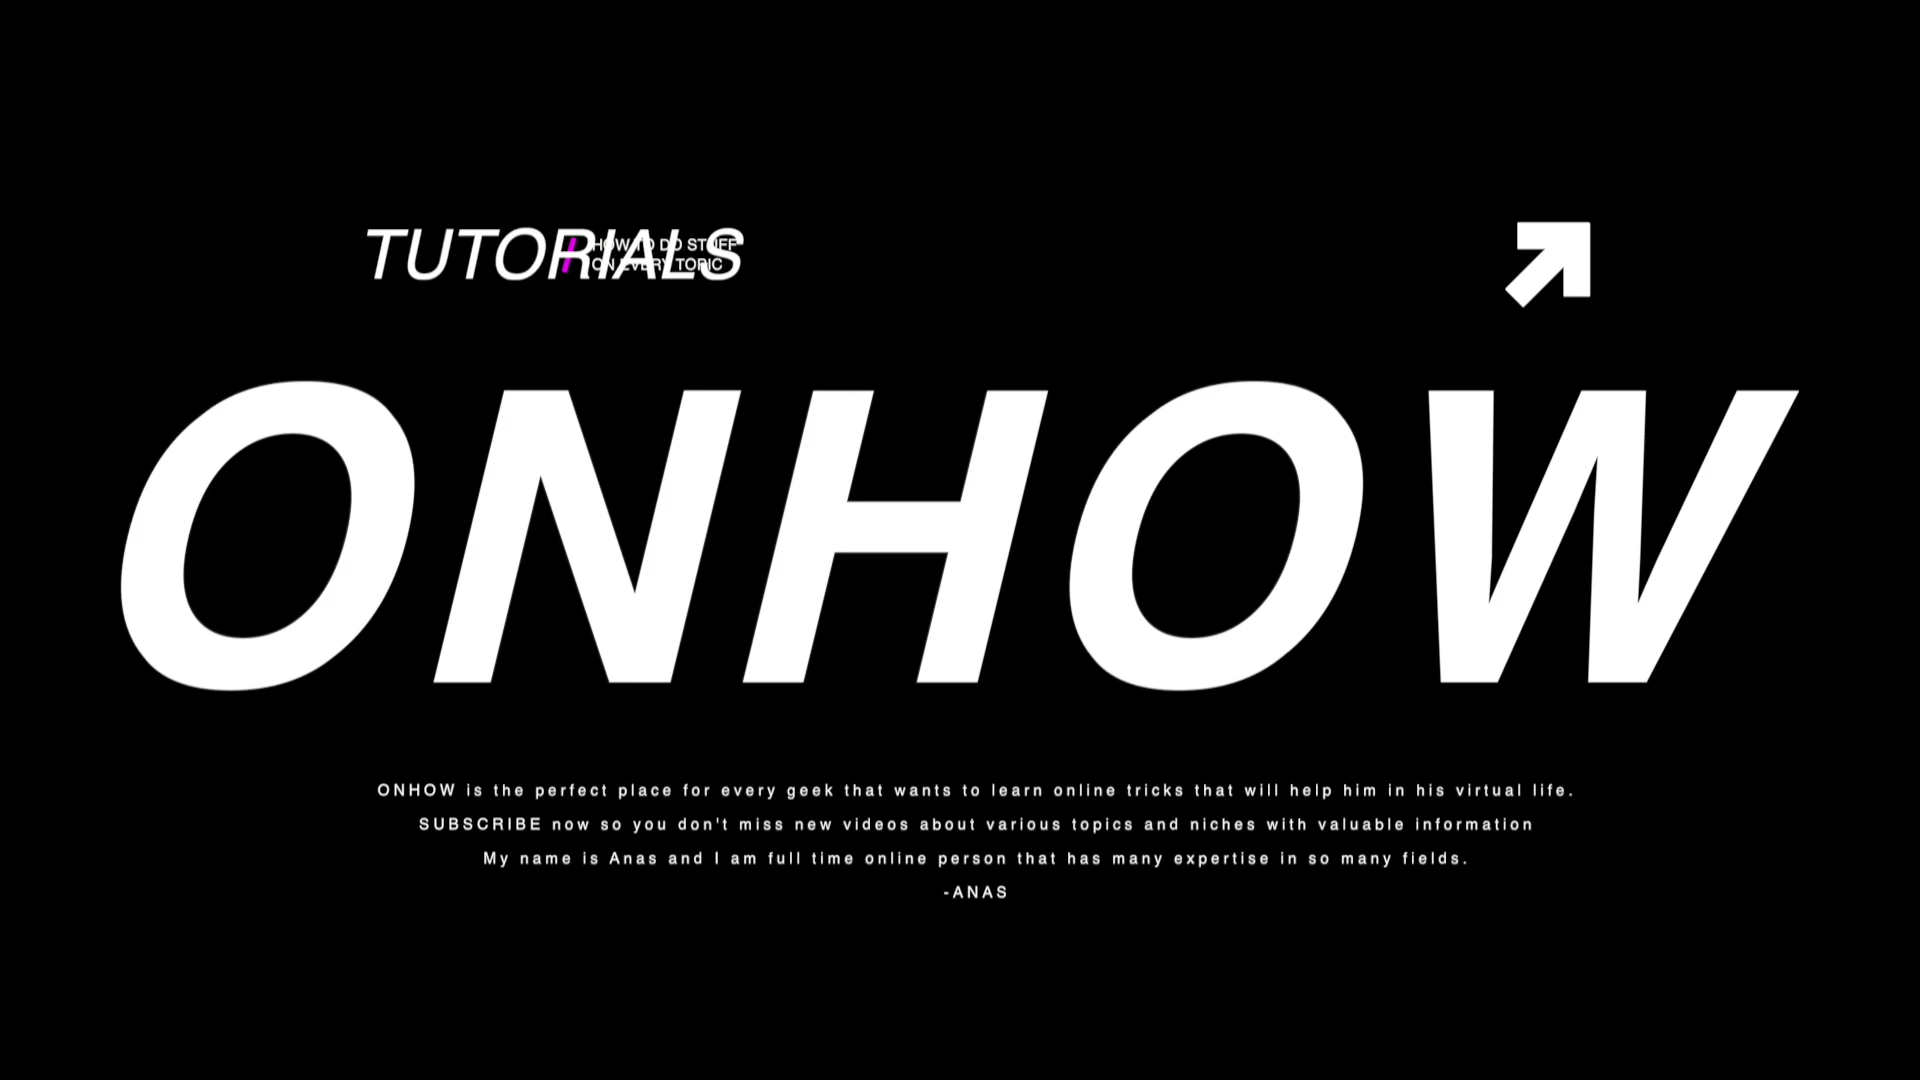 TUTORIALS
HOW TO DO STUFF
ON EVERY TOPIC
ONHOW
ONHOW is the perfect place for every geek that wants to learn online tricks that will help him in his virtual life.
SUBSCRIBE now so you don't miss new videos about various topics and niches with valuable information
My name is Anas and I am full time online person that has many expertise in so many fields.
-ANAS